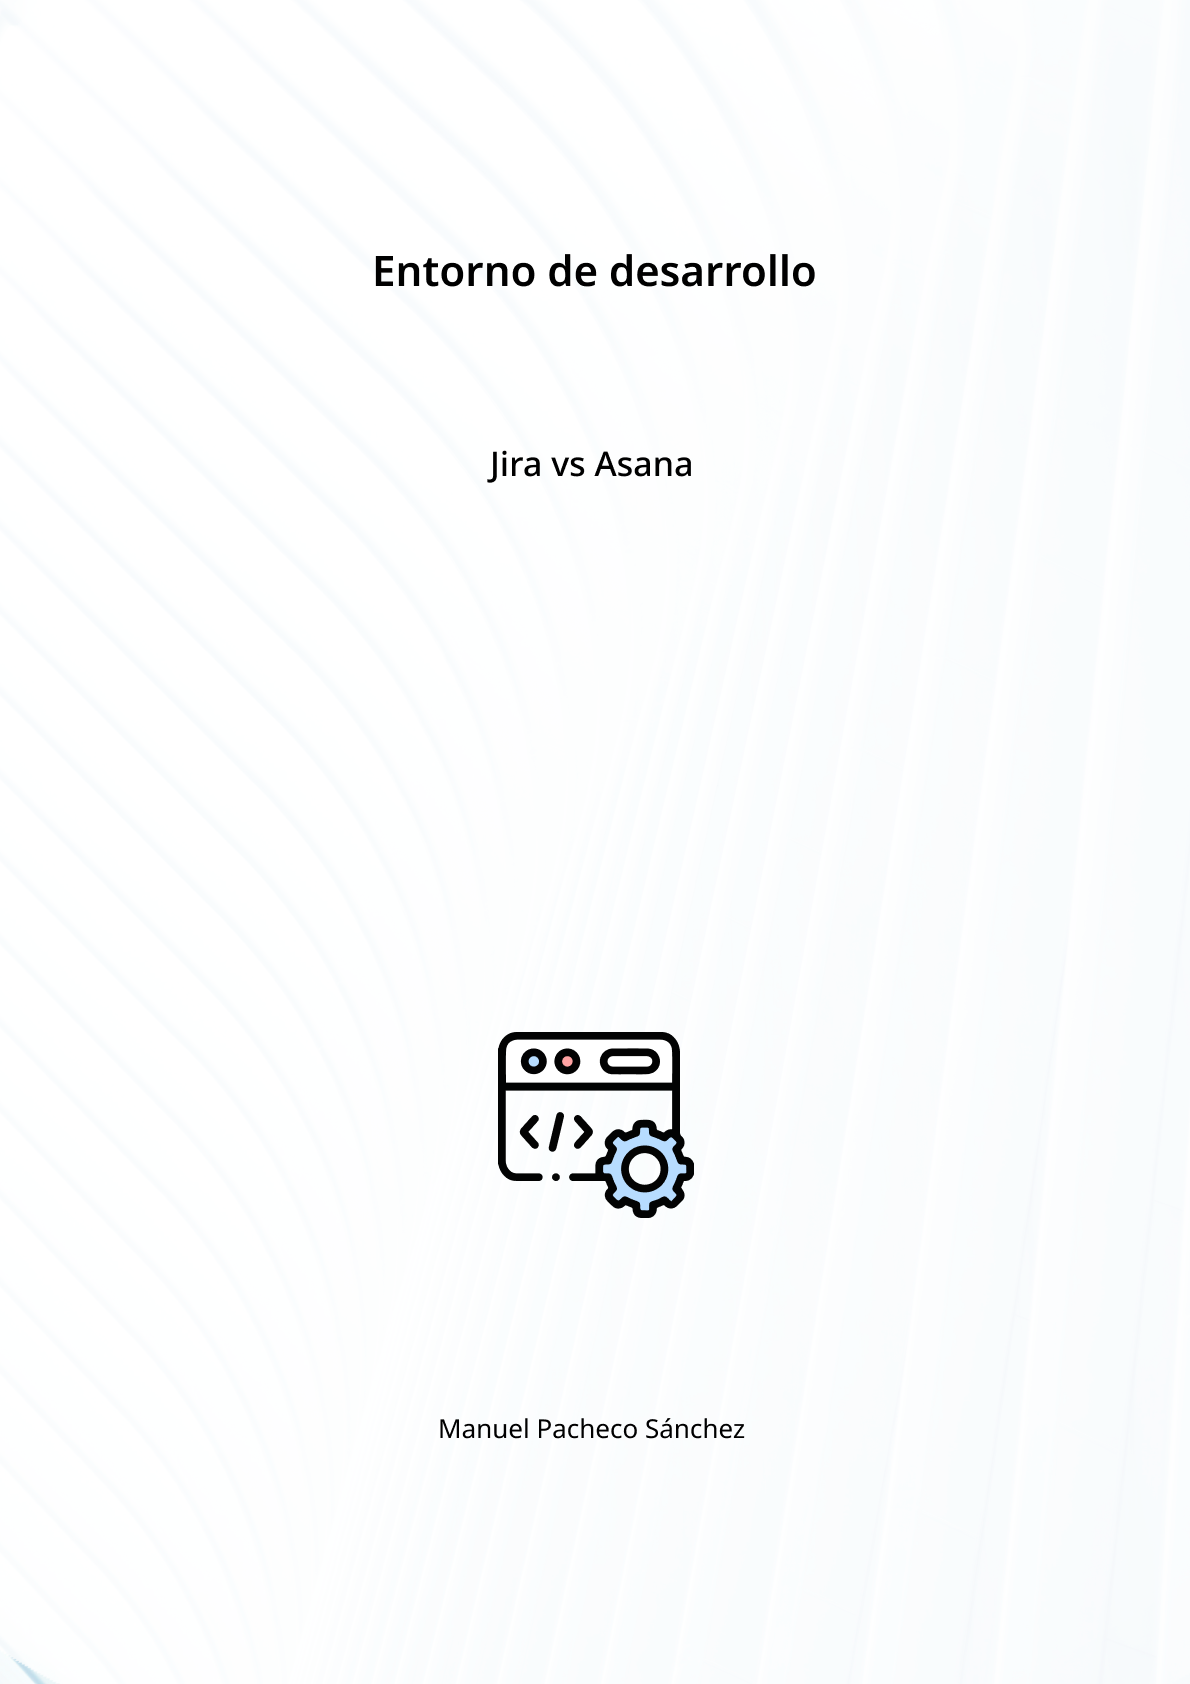 Entorno de desarrollo
Jira vs Asana
</>
Manuel Pacheco Sánchez